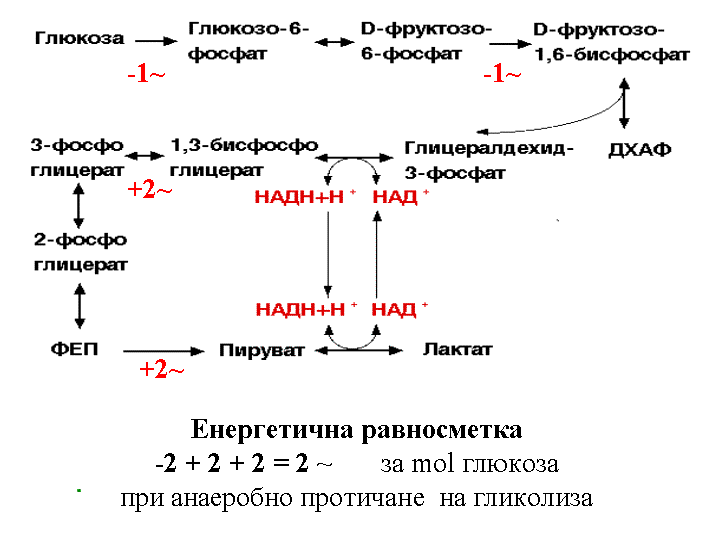 Глюкоза
Глюкозо-6-
фосфат
D-фруктозо-
6-фосфат
D-фруктозо-
1,6-бисфосфат
-1~
-1~
3-фосфо
глицерат
1,3-бисфосфо
глицерат
Глицералдехид-
3-фосфат
ДХАФ
+2~
НАДН+Н +
НАД +
2-фосфо
глицерат
НАДН+Н +
НАД +
ФЕП
Пируват
Лактат
+2~
Енергетична равносметка
-2 + 2 + 2 = 2 ~ за mol глюкоза
при анаеробно протичане на гликолиза